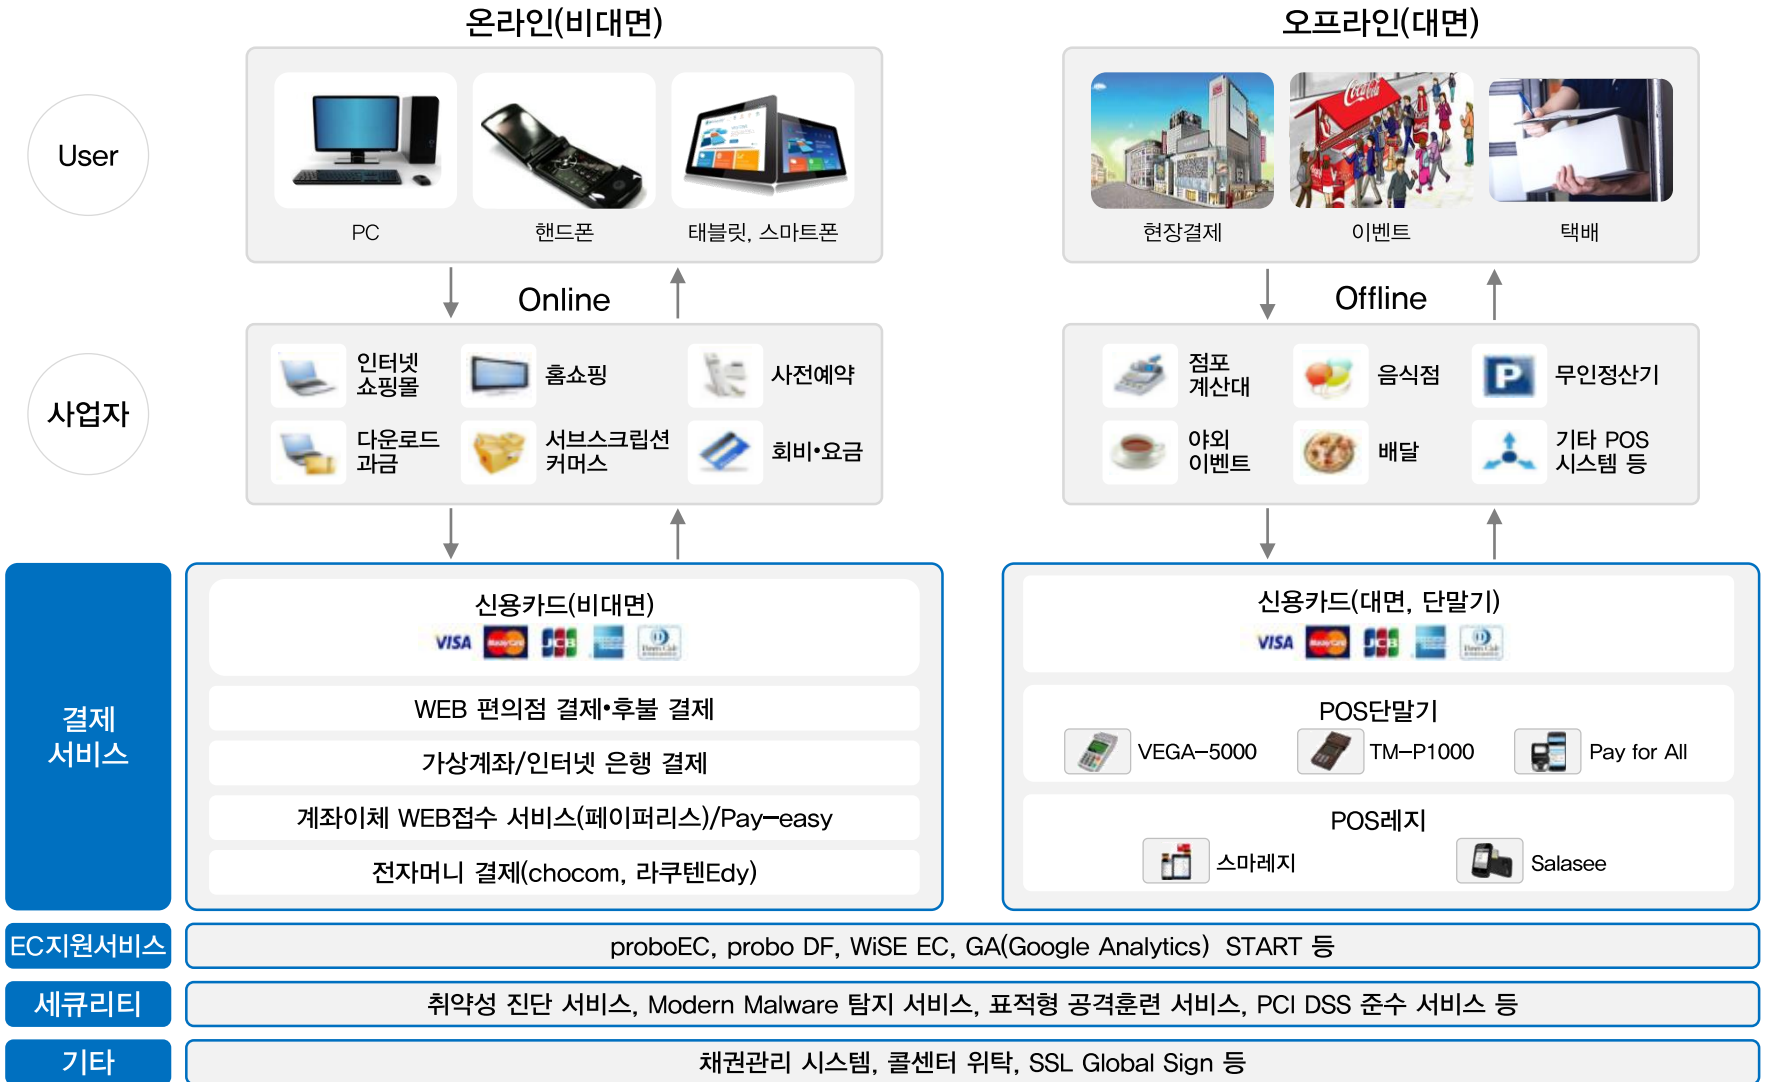 온라인(비대면)
오프라인(대면)
User
PC
핸드폰
태블릿, 스마트폰
Coca-Cola
현장결제
이벤트
택배
Online
Offline
사업자
인터넷
쇼핑몰
홈쇼핑
사전예약
다운로드
과금
서브스크립션
커머스
회비•요금
점포
계산대
음식점
P
무인정산기
야외
이벤트
배달
기타 POS
시스템 등
결제
서비스
신용카드(비대면)
VISA MasterCard JCB
WEB 편의점 결제•후불 결제
가상계좌/인터넷 은행 결제
계좌이체 WEB접수 서비스(페이퍼리스)/Pay-easy
전자머니 결제(chocom, 라쿠텐Edy)
신용카드(대면, 단말기)
VISA MasterCard JCB
POS단말기
VEGA-5000
TM-P1000
Pay for All
POS레지
스마레지
Salasee
EC지원서비스
proboEC, probo DF, WiSE EC, GA(Google Analytics) START 등
세큐리티
취약성 진단 서비스, Modern Malware 탐지 서비스, 표적형 공격훈련 서비스, PCI DSS 준수 서비스 등
기타
채권관리 시스템, 콜센터 위탁, SSL Global Sign 등